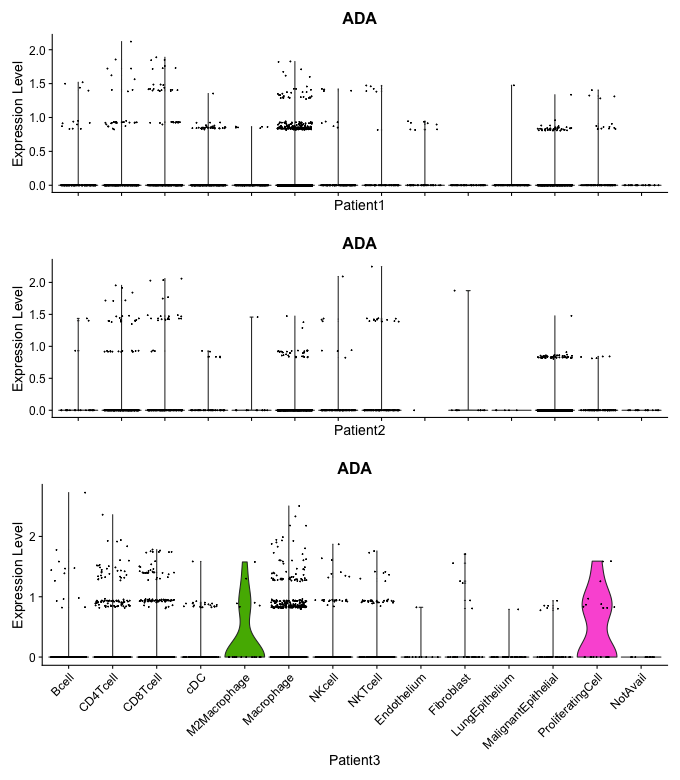 ADA
Expression Level
2.0
1.5
1.0
0.5
0.0
Patient1
ADA
Expression Level
2.0
1.5
1.0
0.5
0.0
Patient2
ADA
Expression Level
2
1
0
Bcell
CD4Tcell
CD8Tcell
cDC
M2Macrophage
Macrophage
NKcell
NKTcell
Endothelium
Fibroblast
LungEpithelium
MalignantEpithelial
ProliferatingCell
NotAvail
Patient3